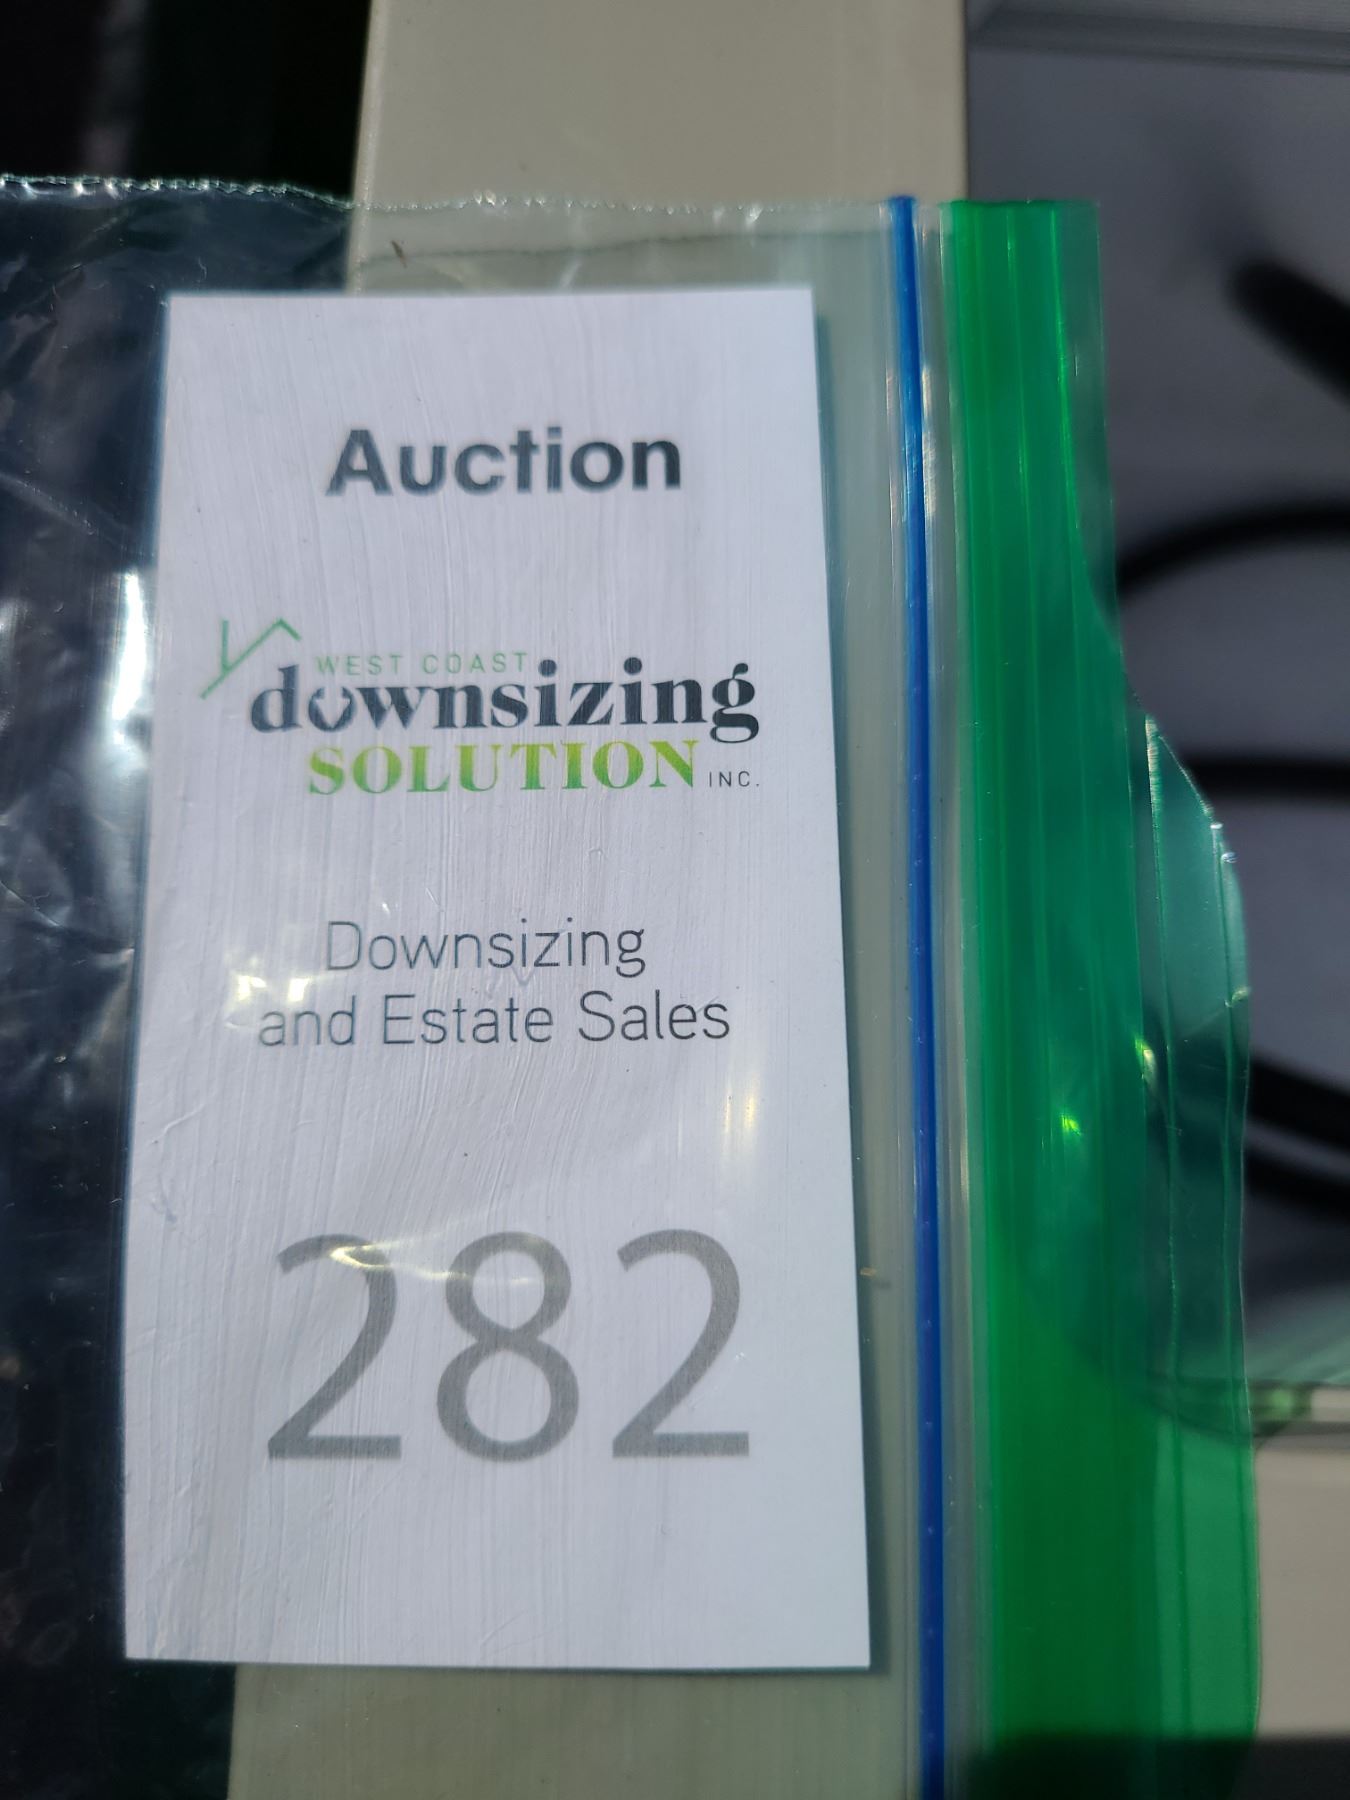 Auction
WEST COAST
downsizing
SOLUTION INC.
Downsizing
and Estate Sales
282